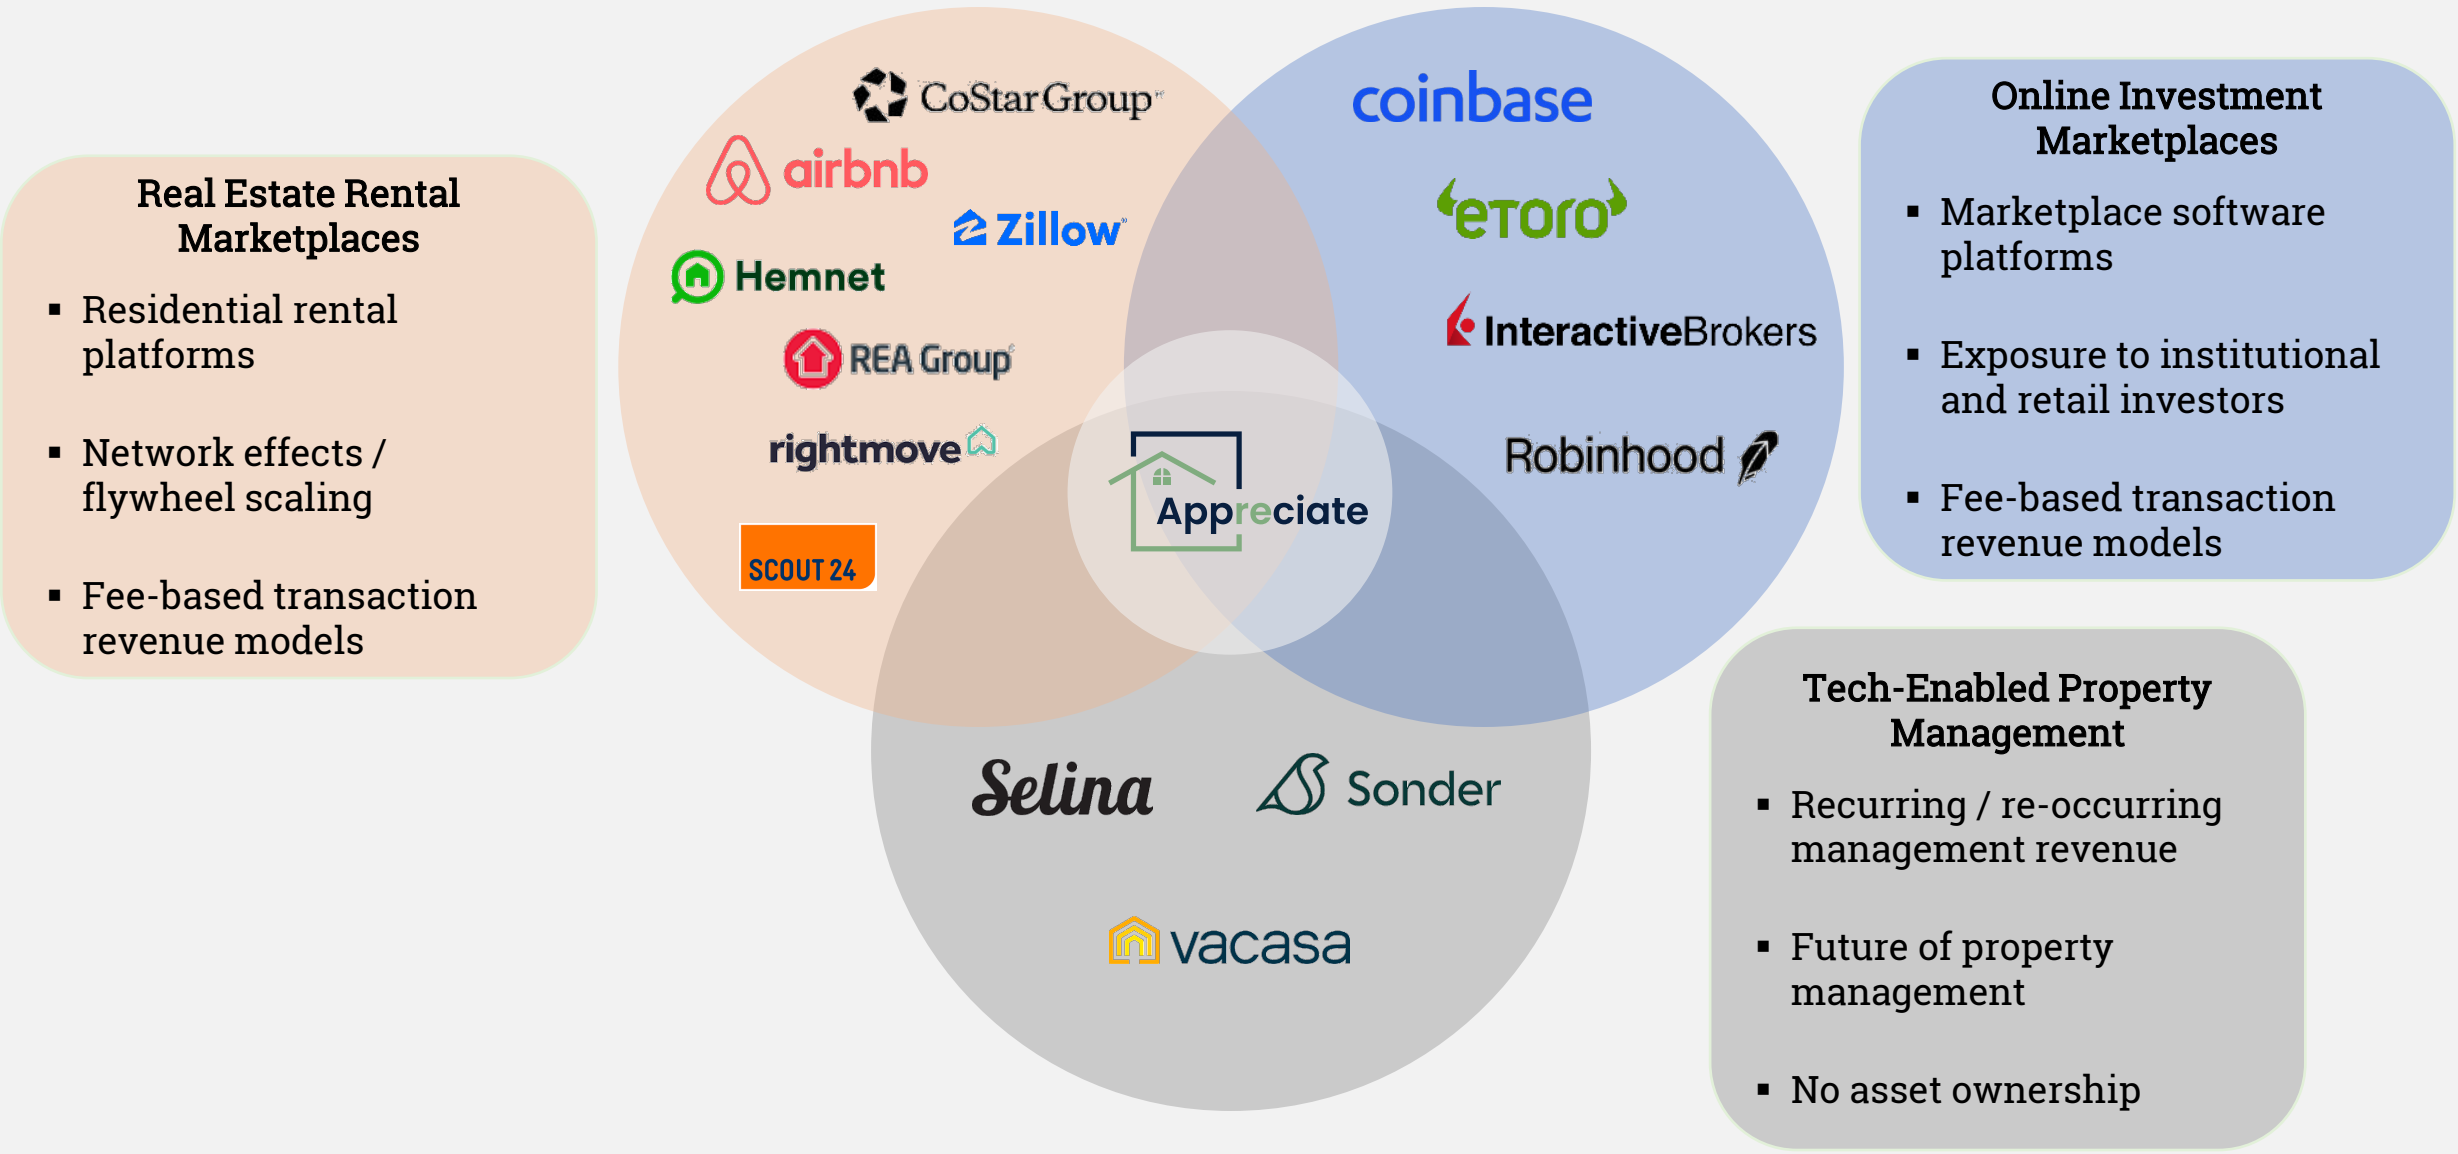 Real Estate Rental
Marketplaces
▪ Residential rental
platforms
▪ Network effects /
flywheel scaling
▪ Fee-based transaction
revenue models
CoStar Group
airbnb
Zillow
Hemnet
REA Group
rightmove
SCOUT 24
coinbase
eToro
InteractiveBrokers
Robinhood
Appreciate
Selina
Sonder
vacasa
Online Investment
Marketplaces
▪ Marketplace software
platforms
▪ Exposure to institutional
and retail investors
▪ Fee-based transaction
revenue models
Tech-Enabled Property
Management
▪ Recurring / re-occurring
management revenue
▪ Future of property
management
▪ No asset ownership